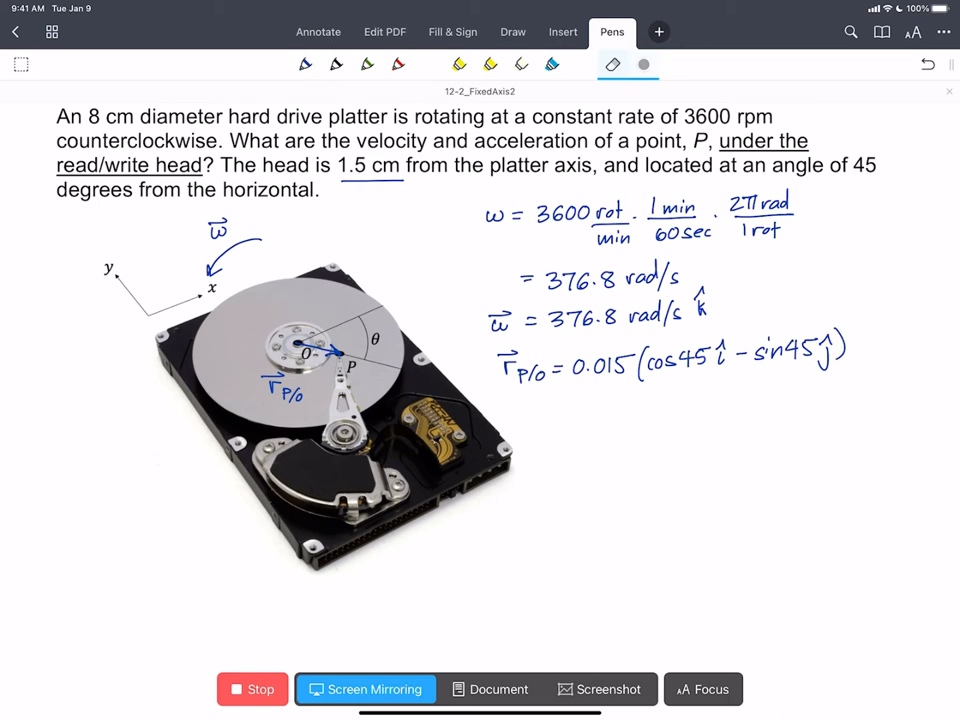 9:41 AM Tue Jan 9 100%
Annotate Edit PDF Fill & Sign Draw Insert Pens + AA
12-2_FixedAxis2
An 8 cm diameter hard drive platter is rotating at a constant rate of 3600 rpm
counterclockwise. What are the velocity and acceleration of a point, P, under the
read/write head? The head is 1.5 cm from the platter axis, and located at an angle of 45
degrees from the horizontal.
ω = 3600 rot/min · 1 min/60 sec · 2π rad/1 rot
= 376.8 rad/s
ω⃗ = 376.8 rad/s k̂
r⃗P/O = 0.015 (cos45 î − sin45 ĵ)
ω⃗
y
x
θ
O
P
r⃗P/O
Stop Screen Mirroring Document Screenshot AA Focus